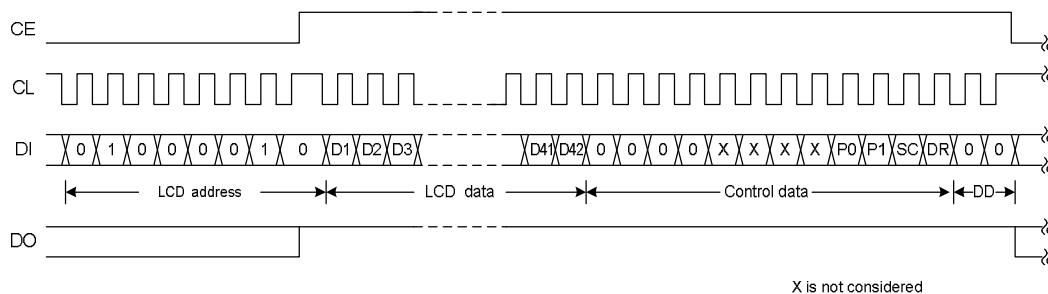 CE
CL
DI 0 1 0 0 0 0 1 0 D1 D2 D3 D41 D42 0 0 0 0 X X X X P0 P1 SC DR 0 0
LCD address LCD data Control data DD
DO
X is not considered